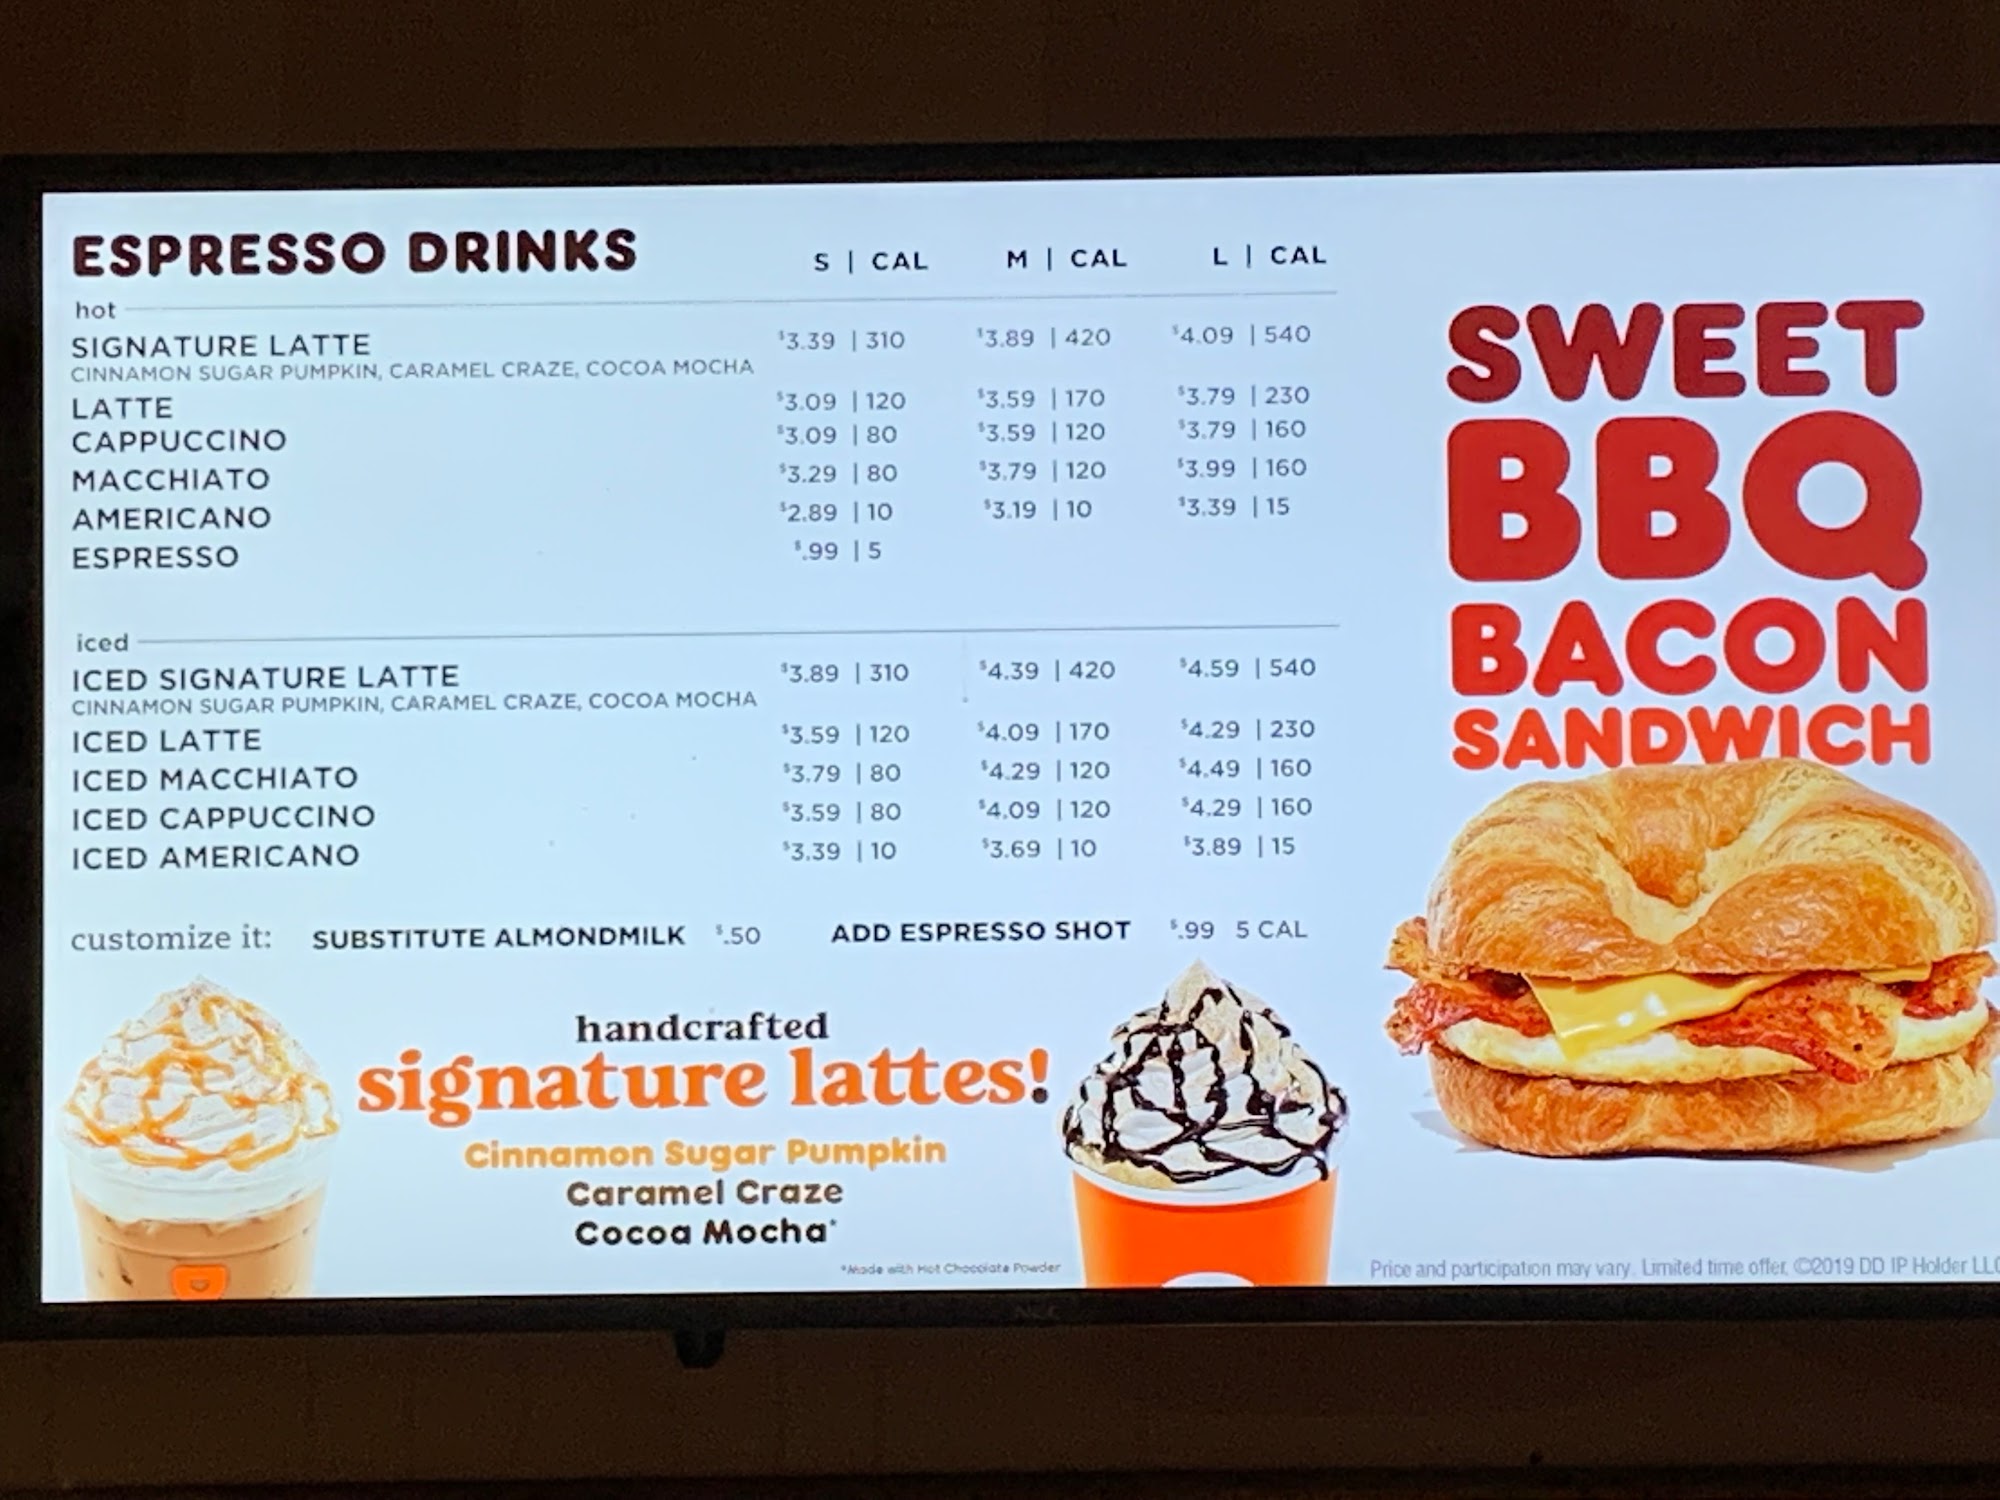 ESPRESSO DRINKS S | CAL M | CAL L | CAL
hot
SIGNATURE LATTE $3.39 | 310 $3.89 | 420 $4.09 | 540
CINNAMON SUGAR PUMPKIN, CARAMEL CRAZE, COCOA MOCHA
LATTE $3.09 | 120 $3.59 | 170 $3.79 | 230
CAPPUCCINO $3.09 | 80 $3.59 | 120 $3.79 | 160
MACCHIATO $3.29 | 80 $3.79 | 120 $3.99 | 160
AMERICANO $2.89 | 10 $3.19 | 10 $3.39 | 15
ESPRESSO $.99 | 5
iced
ICED SIGNATURE LATTE $3.89 | 310 $4.39 | 420 $4.59 | 540
CINNAMON SUGAR PUMPKIN, CARAMEL CRAZE, COCOA MOCHA
ICED LATTE $3.59 | 120 $4.09 | 170 $4.29 | 230
ICED MACCHIATO $3.79 | 80 $4.29 | 120 $4.49 | 160
ICED CAPPUCCINO $3.59 | 80 $4.09 | 120 $4.29 | 160
ICED AMERICANO $3.39 | 10 $3.69 | 10 $3.89 | 15
customize it: SUBSTITUTE ALMONDMILK $.50 ADD ESPRESSO SHOT $.99 5 CAL
handcrafted
signature lattes!
Cinnamon Sugar Pumpkin
Caramel Craze
Cocoa Mocha*
*Made with Hot Chocolate Powder
SWEET
BBQ
BACON
SANDWICH
Price and participation may vary. Limited time offer. ©2019 DD IP Holder LLC
NEC